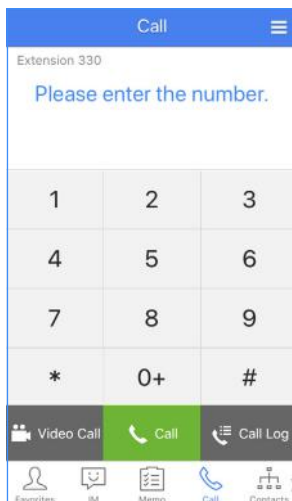 Call
Extension 330
Please enter the number.
1 2 3
4 5 6
7 8 9
* 0+ #
Video Call Call Call Log
Favorites IM Memo Call Contacts